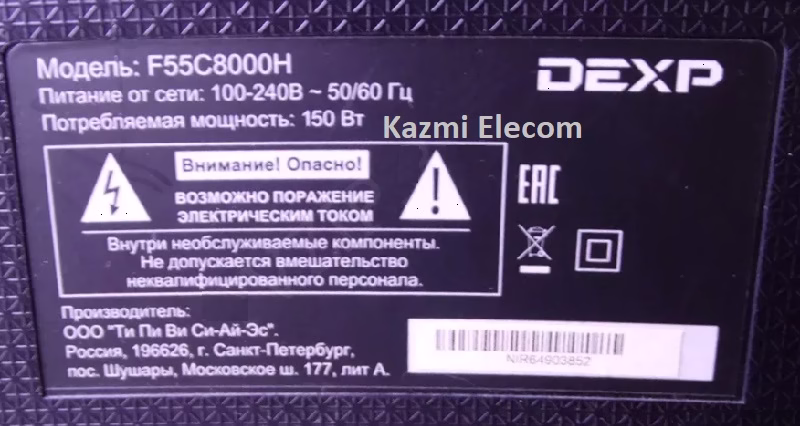 Модель: F55C8000H
DEXP
Питание от сети: 100-240В ~ 50/60 Гц
Потребляемая мощность: 150 Вт
Kazmi Elecom
Внимание! Опасно!
ВОЗМОЖНО ПОРАЖЕНИЕ
ЭЛЕКТРИЧЕСКИМ ТОКОМ
EAC
Внутри необслуживаемые компоненты.
Не допускается вмешательство
неквалифицированного персонала.
Производитель:
ООО "Ти Пи Ви Си-Ай-Эс".
Россия, 196626, г. Санкт-Петербург,
пос. Шушары, Московское ш. 177, лит А.
NIR64903852